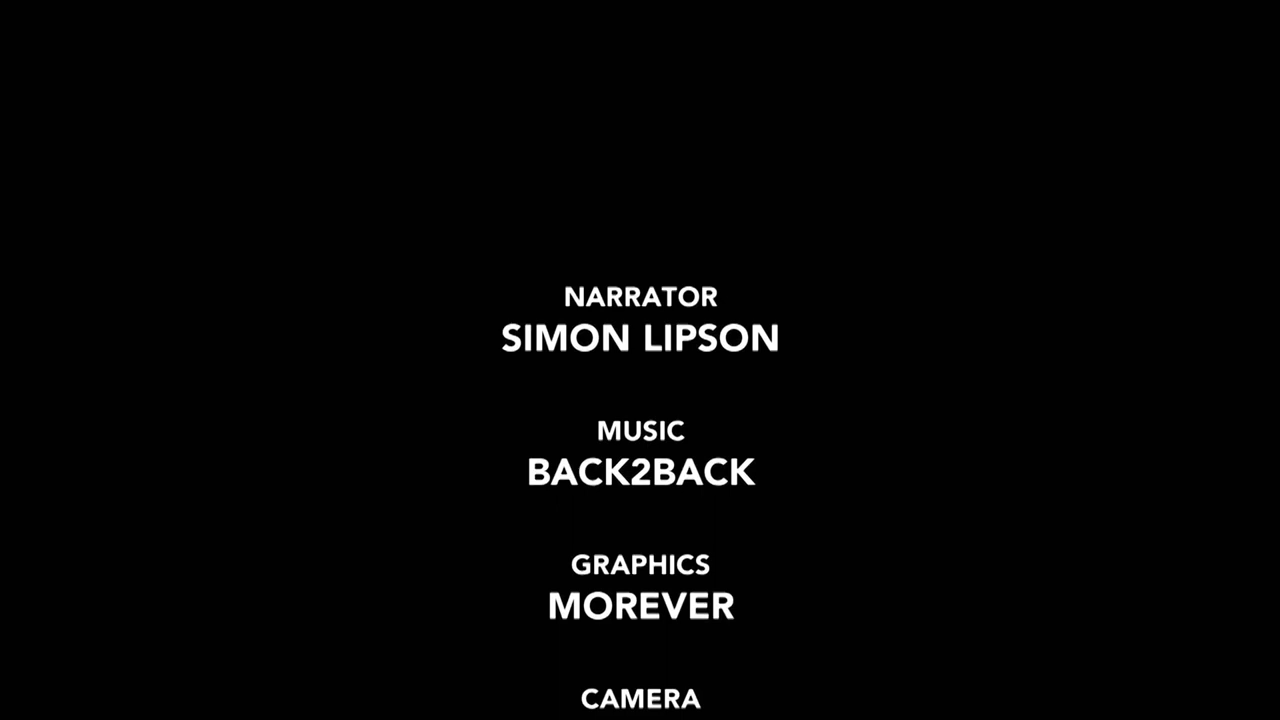 NARRATOR
SIMON LIPSON
MUSIC
BACK2BACK
GRAPHICS
MOREVER
CAMERA